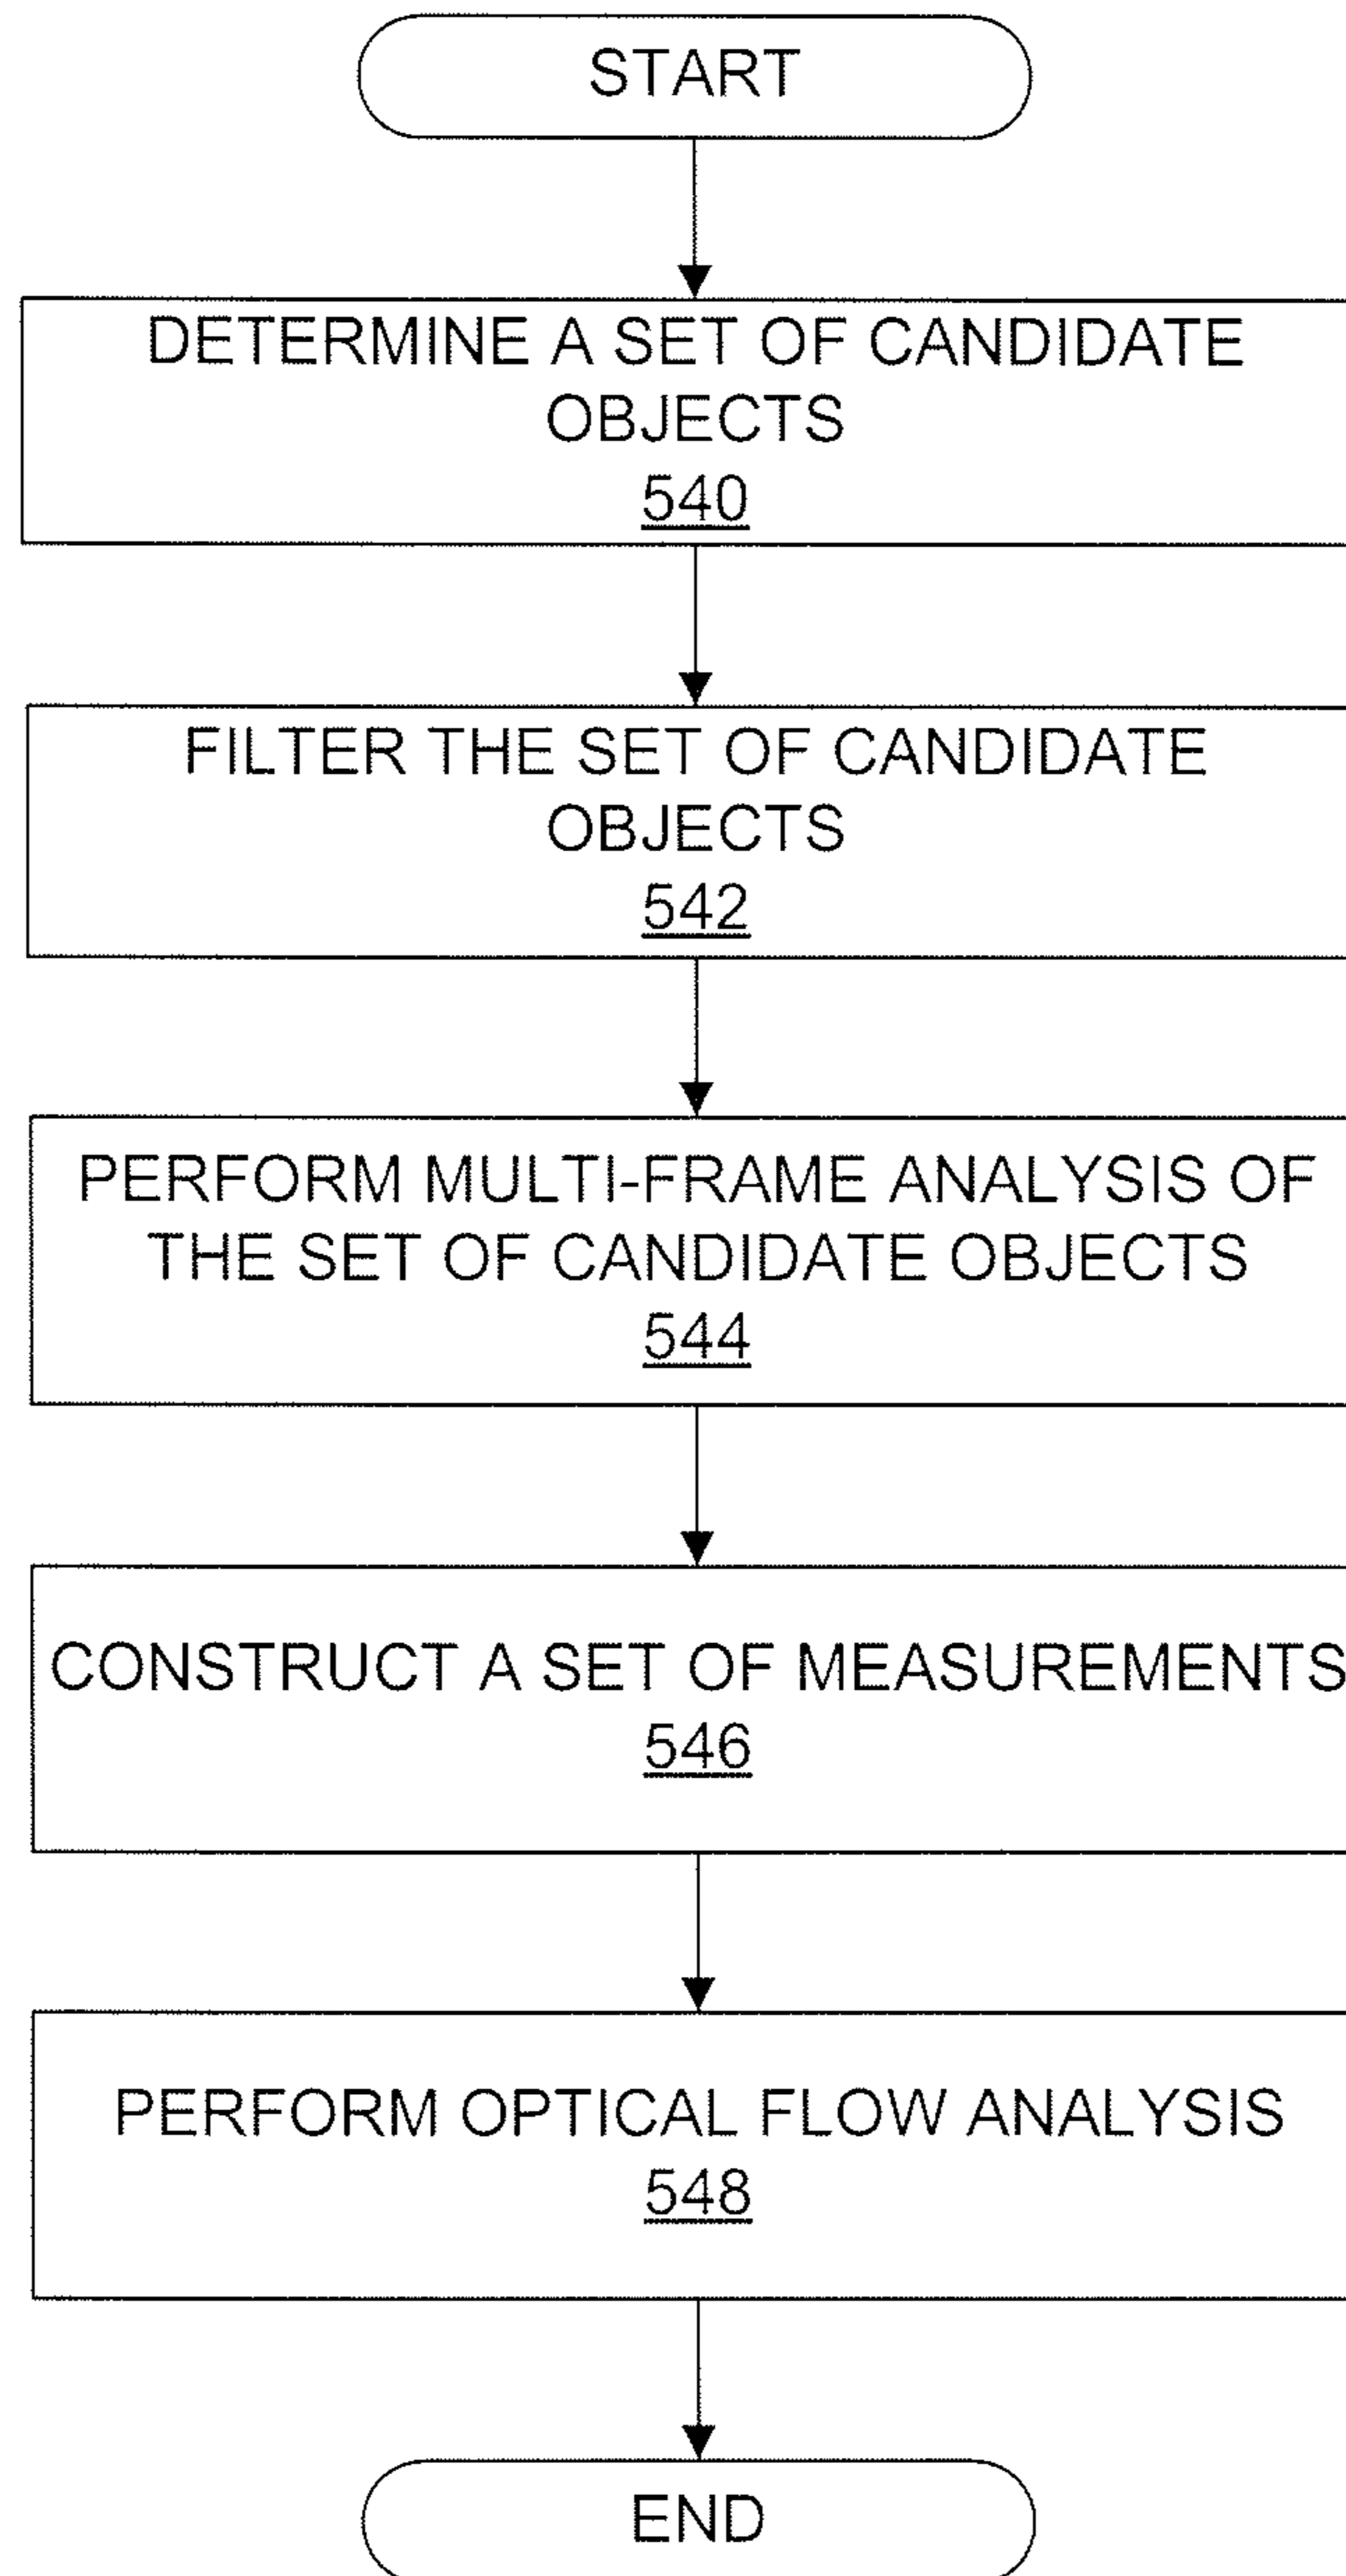 START
DETERMINE A SET OF CANDIDATE
OBJECTS
540
FILTER THE SET OF CANDIDATE
OBJECTS
542
PERFORM MULTI-FRAME ANALYSIS OF
THE SET OF CANDIDATE OBJECTS
544
CONSTRUCT A SET OF MEASUREMENTS
546
PERFORM OPTICAL FLOW ANALYSIS
548
END